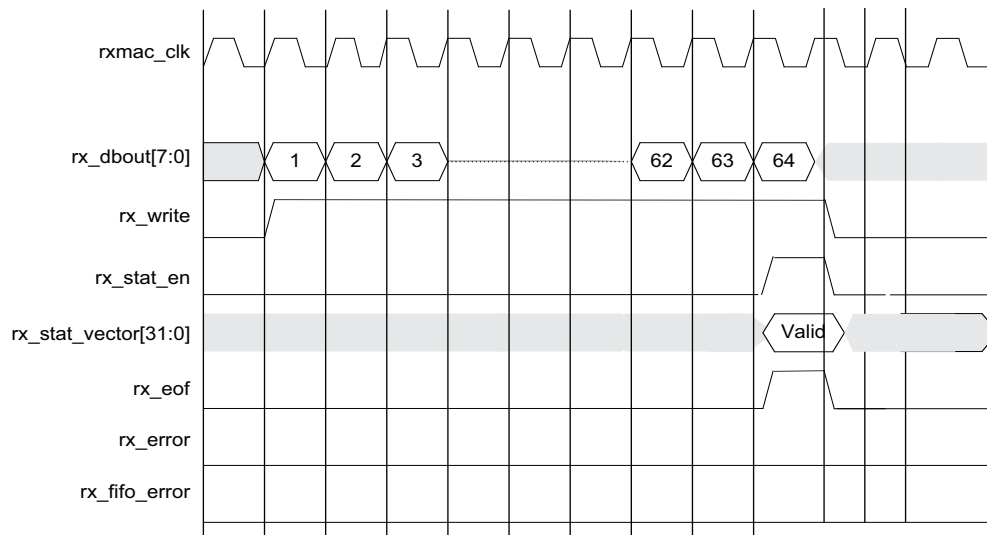 rxmac_clk
rx_dbout[7:0] 1 2 3 62 63 64
rx_write
rx_stat_en
rx_stat_vector[31:0] Valid
rx_eof
rx_error
rx_fifo_error